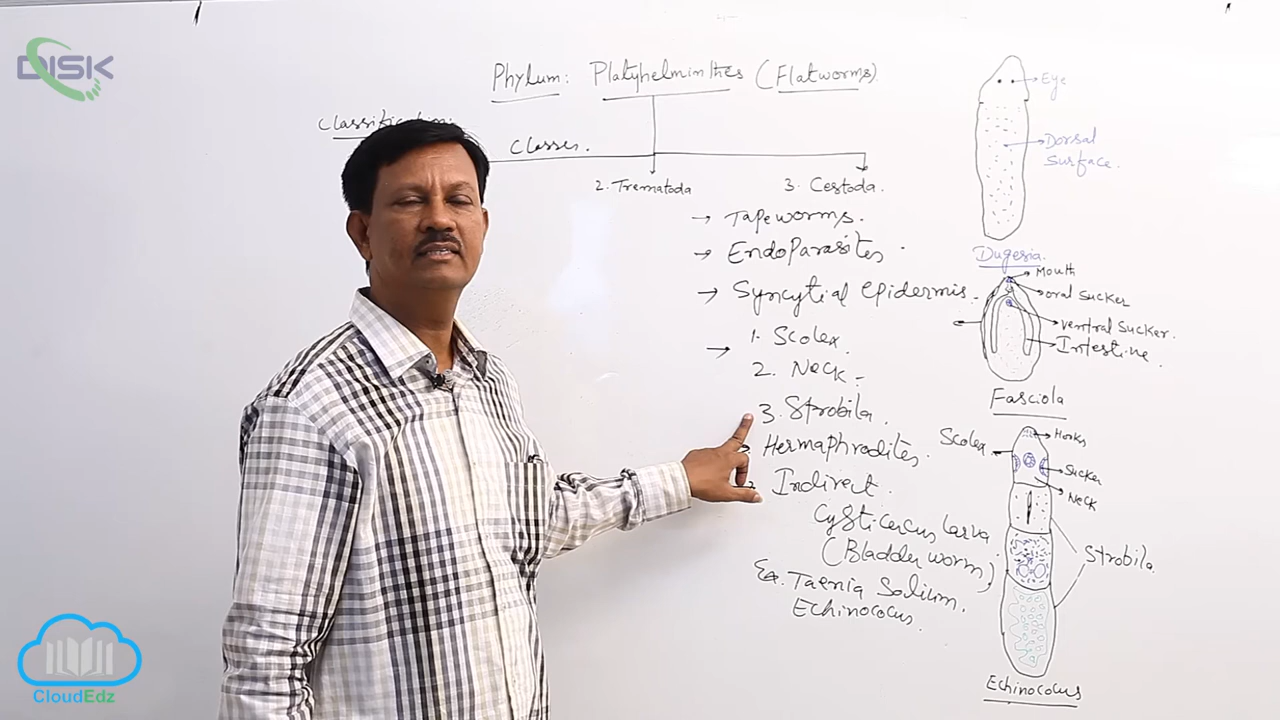 DISK
Phylum: Platyhelminthes (Flatworms)
Classification:
Classes.
2. Trematoda
3. Cestoda.
→ Tapeworms.
→ Endoparasites.
→ Syncytial epidermis.
→ 1. Scolex.
2. Neck
3. Strobila.
Hermaphrodites.
Indirect.
Cysticercus larva
(Bladder worm)
Ex. Taenia Solium.
Echinococus.
Eye
Dorsal
Surface.
Dugesia.
Mouth
oral sucker
ventral sucker.
Intestine.
Fasciola
Scolex
Hooks
Sucker
Neck
Strobila.
Echinococus
CloudEdz